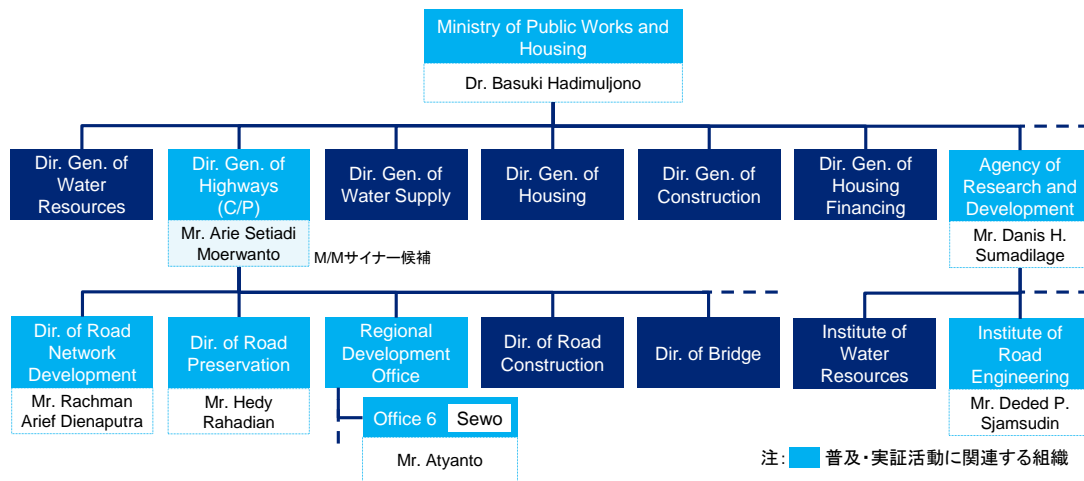 Ministry of Public Works and
Housing
Dr. Basuki Hadimuljono
Dir. Gen. of
Water
Resources
Dir. Gen. of
Highways
(C/P)
Mr. Arie Setiadi
Moerwanto
M/Mサイナー候補
Dir. Gen. of
Water Supply
Dir. Gen. of
Housing
Dir. Gen. of
Construction
Dir. Gen. of
Housing
Financing
Agency of
Research and
Development
Mr. Danis H.
Sumadilage
Dir. of Road
Network
Development
Mr. Rachman
Arief Dienaputra
Dir. of Road
Preservation
Mr. Hedy
Rahadian
Regional
Development
Office
Office 6 Sewo
Mr. Atyanto
Dir. of Road
Construction
Dir. of Bridge
Institute of
Water
Resources
Institute of
Road
Engineering
Mr. Deded P.
Sjamsudin
注: 普及・実証活動に関連する組織